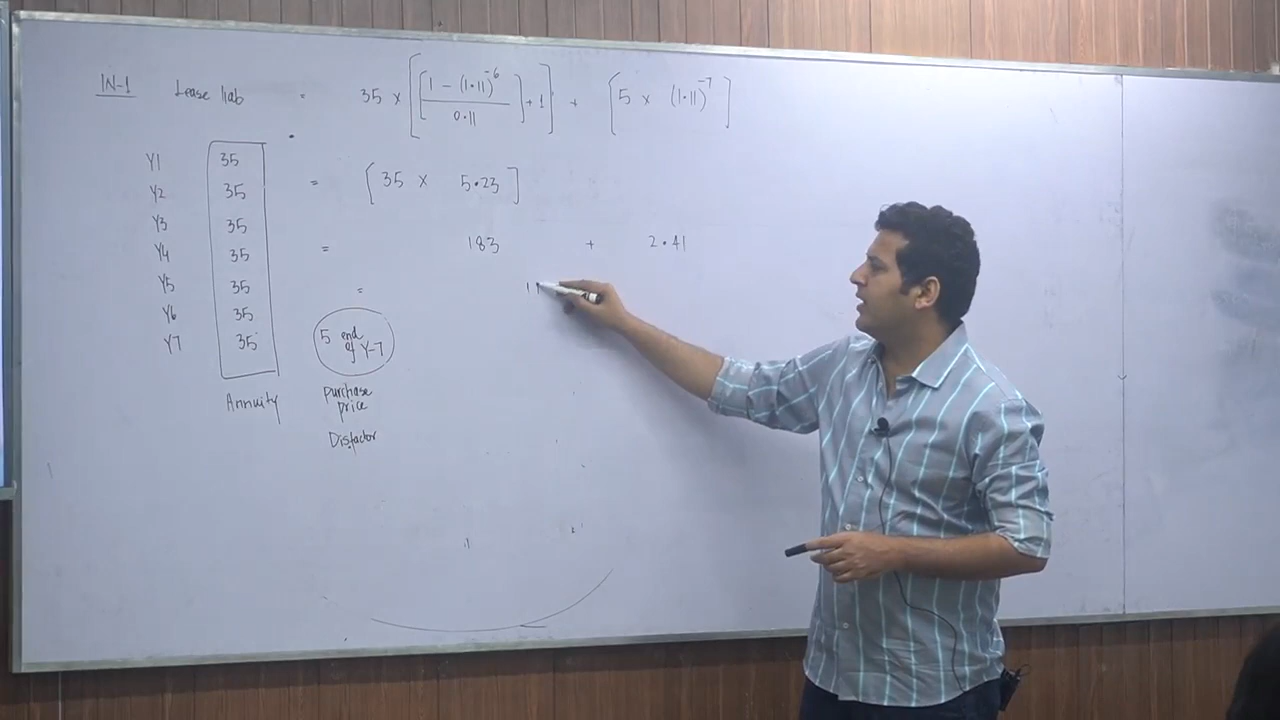 IN-1 Lease liab = 35 × [[1 - (1.11)^-6 / 0.11] + 1] + [5 × (1.11)^-7]
Y1 35
Y2 35 = [35 × 5.23]
Y3 35
Y4 35 = 183 + 2.41
Y5 35 =
Y6 35
Y7 35 5 end of Y-7
Annuity purchase price
Disfactor